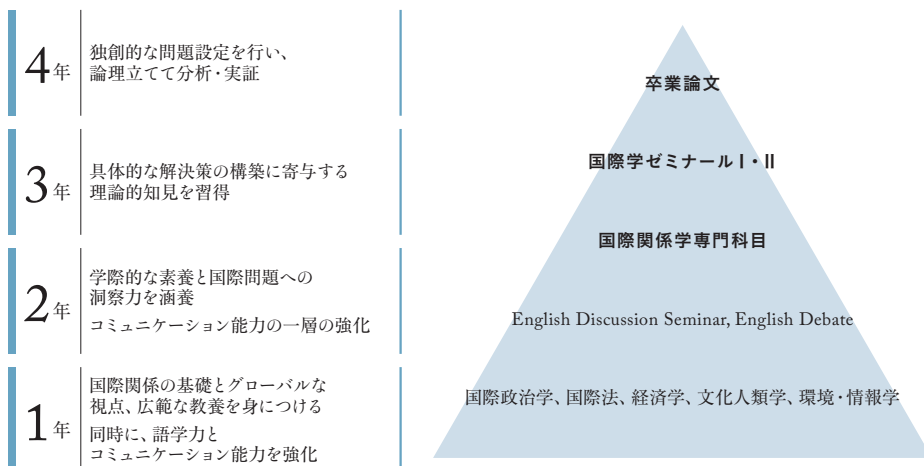 4年
独創的な問題設定を行い、
論理立てて分析・実証
3年
具体的な解決策の構築に寄与する
理論的知見を習得
2年
学際的な素養と国際問題への
洞察力を涵養
コミュニケーション能力の一層の強化
1年
国際関係の基礎とグローバルな
視点、広範な教養を身につける
同時に、語学力と
コミュニケーション能力を強化
卒業論文
国際学ゼミナールⅠ・Ⅱ
国際関係学専門科目
English Discussion Seminar, English Debate
国際政治学、国際法、経済学、文化人類学、環境・情報学